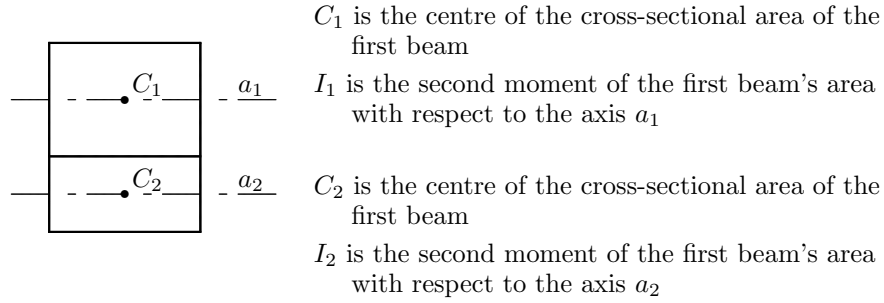 C₁ is the centre of the cross-sectional area of the
first beam
C₁
a₁
I₁ is the second moment of the first beam's area
with respect to the axis a₁
C₂
a₂
C₂ is the centre of the cross-sectional area of the
first beam
I₂ is the second moment of the first beam's area
with respect to the axis a₂